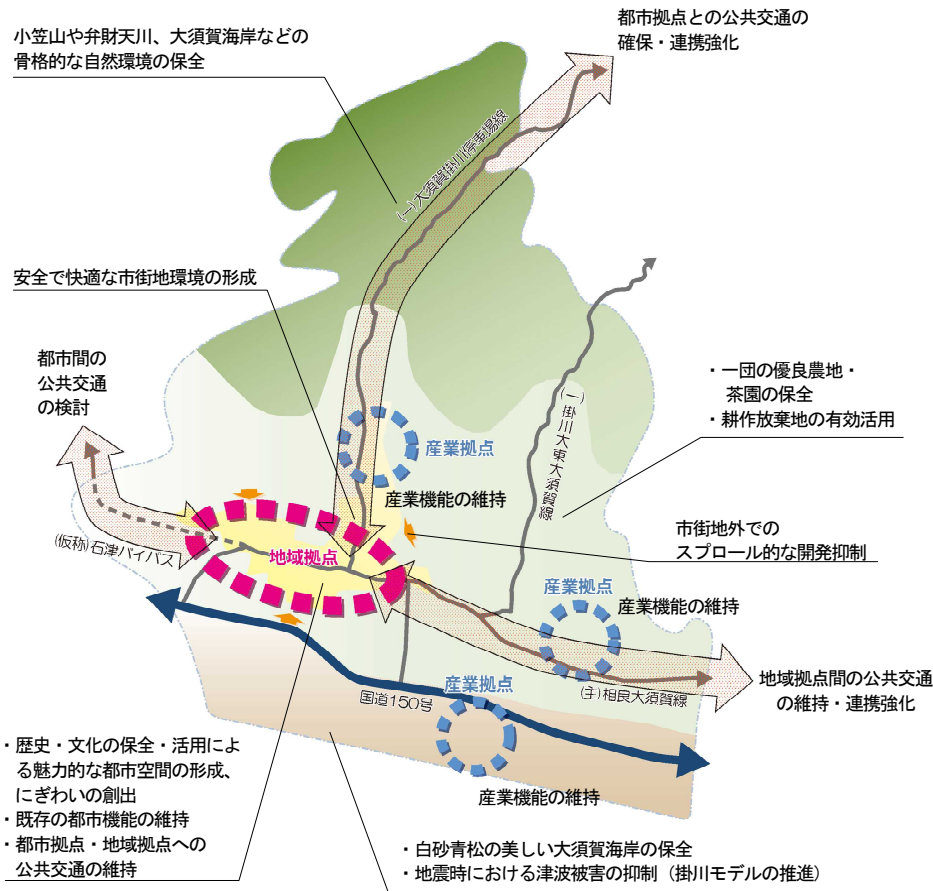 小笠山や弁財天川、大須賀海岸などの
骨格的な自然環境の保全
都市拠点との公共交通の
確保・連携強化
(一)大須賀掛川停車場線
安全で快適な市街地環境の形成
都市間の
公共交通
の検討
・一団の優良農地・
茶園の保全
・耕作放棄地の有効活用
(一)掛川大東大須賀線
産業拠点
産業機能の維持
市街地外での
スプロール的な開発抑制
(仮称)石津バイパス
地域拠点
産業拠点
産業機能の維持
地域拠点間の公共交通
の維持・連携強化
(主)相良大須賀線
国道150号
産業拠点
産業機能の維持
・歴史・文化の保全・活用によ
る魅力的な都市空間の形成、
にぎわいの創出
・既存の都市機能の維持
・都市拠点・地域拠点への
公共交通の維持
・白砂青松の美しい大須賀海岸の保全
・地震時における津波被害の抑制（掛川モデルの推進）